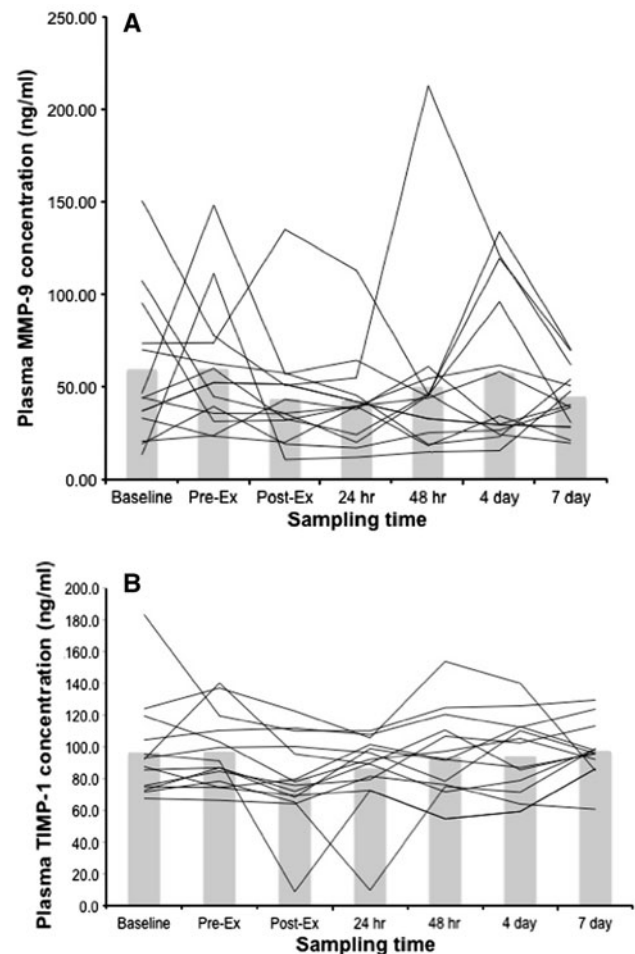 A
Plasma MMP-9 concentration (ng/ml)
250.00
200.00
150.00
100.00
50.00
0.00
Baseline Pre-Ex Post-Ex 24 hr 48 hr 4 day 7 day
Sampling time
B
Plasma TIMP-1 concentration (ng/ml)
200.0
180.0
160.0
140.0
120.0
100.0
80.0
60.0
40.0
20.0
0.0
Baseline Pre-Ex Post-Ex 24 hr 48 hr 4 day 7 day
Sampling time